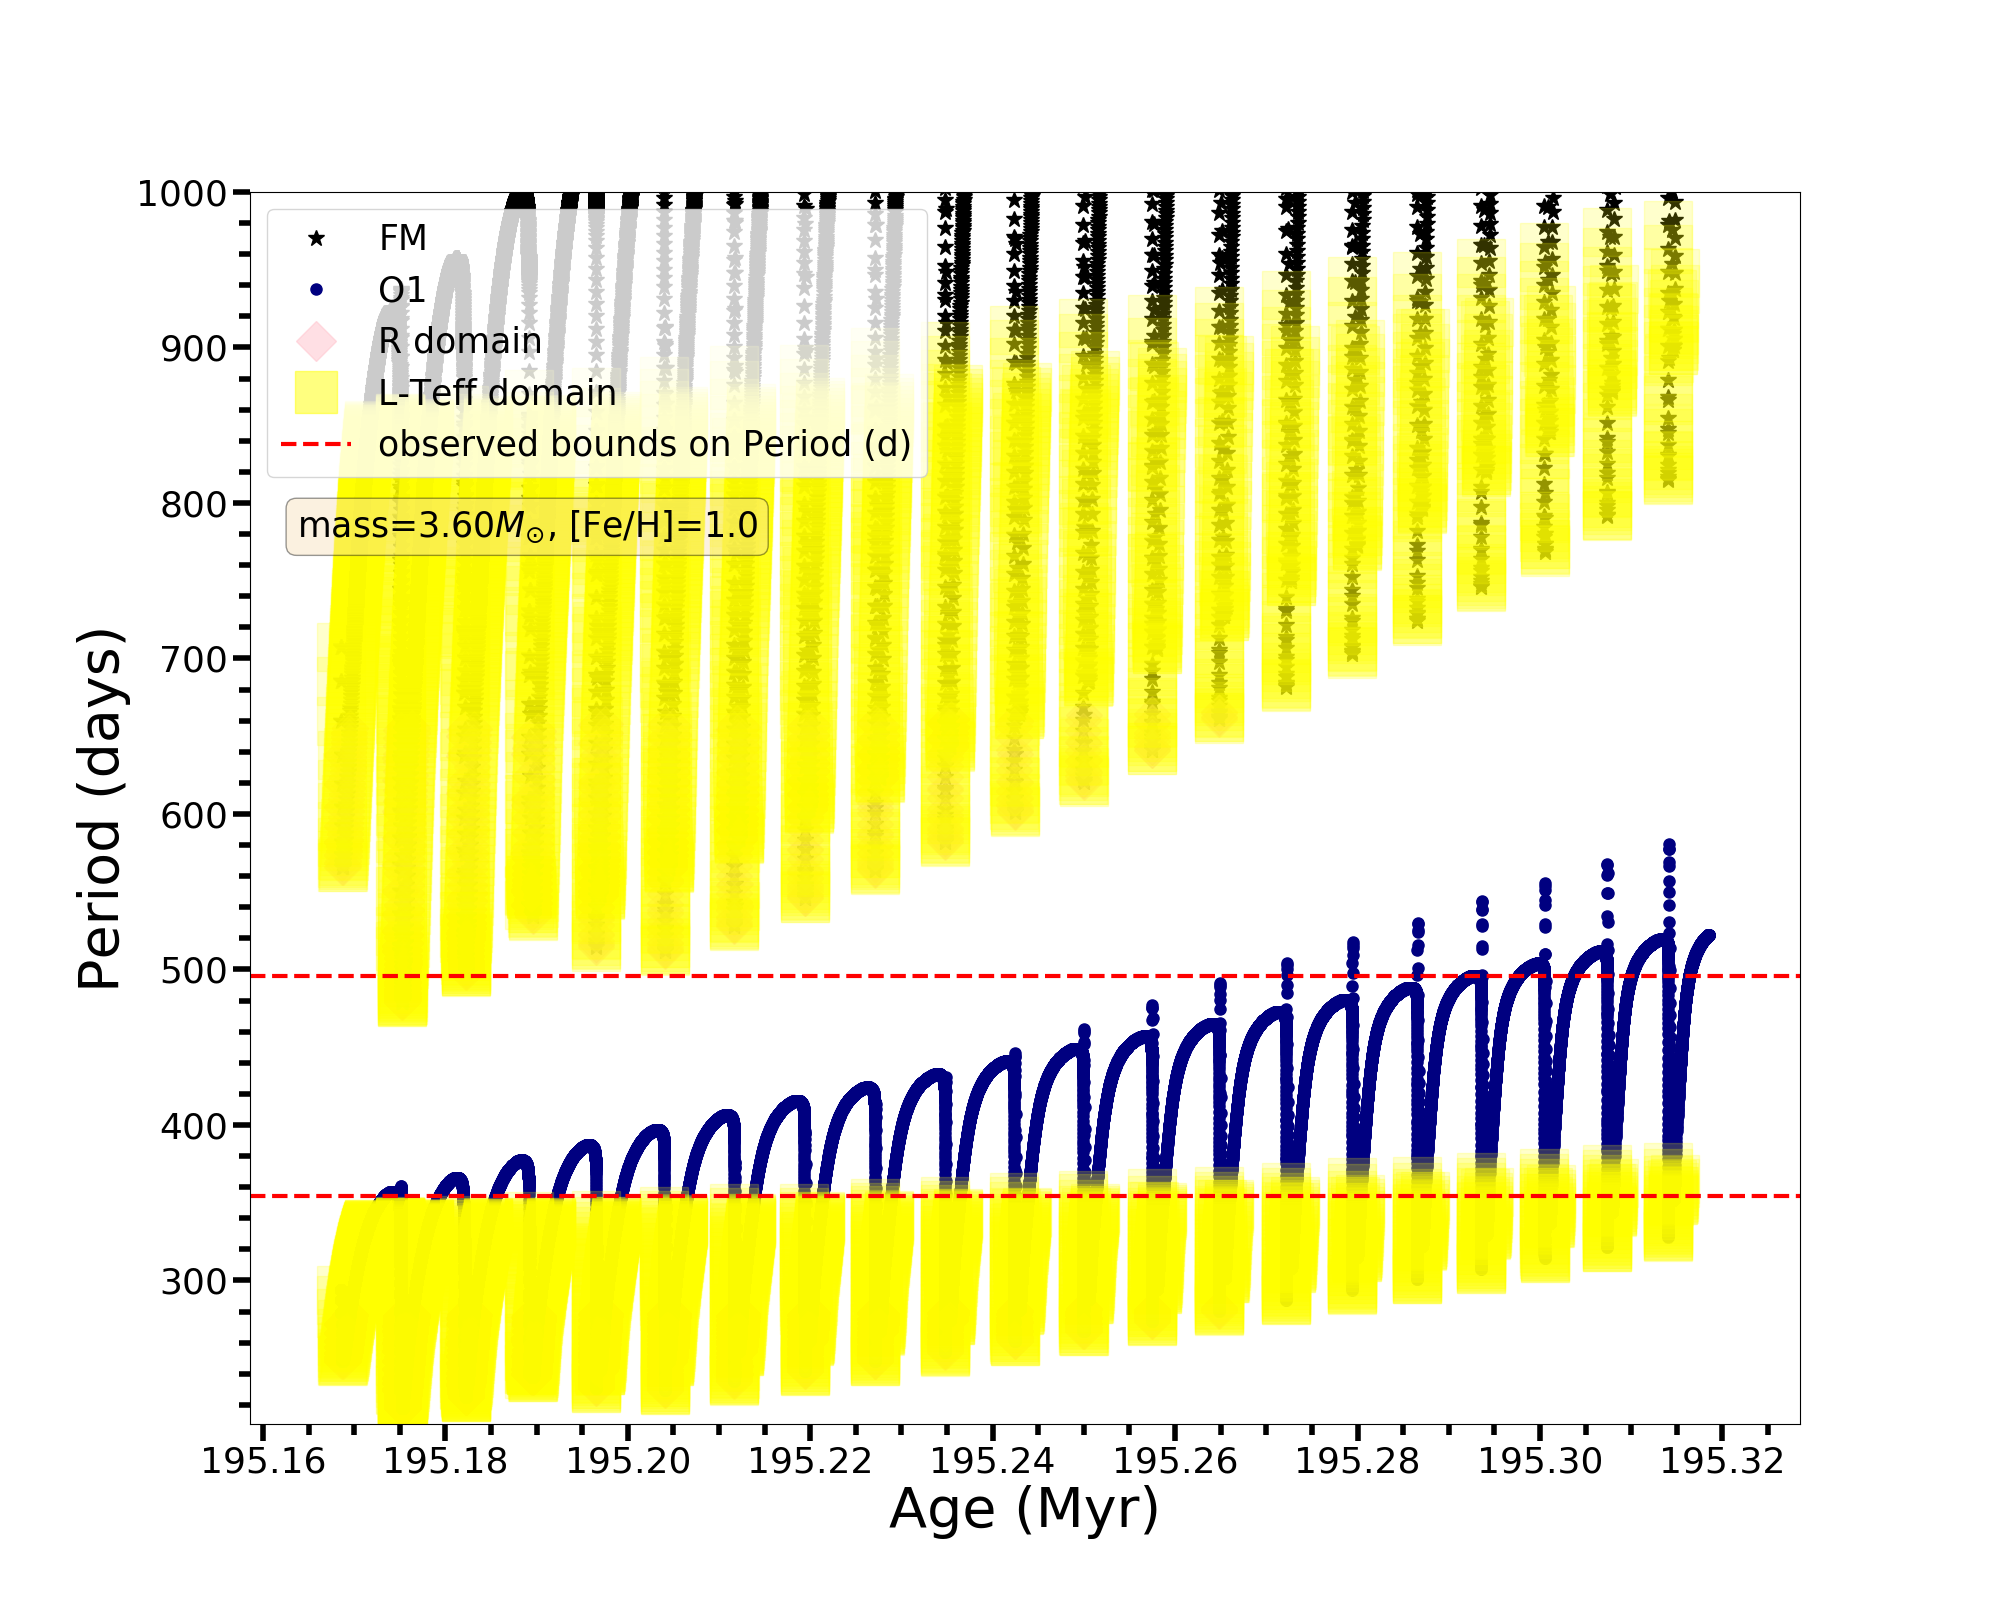 1000
900
800
700
600
500
400
300
Period (days)
FM
O1
R domain
L-Teff domain
observed bounds on Period (d)
mass=3.60M⊙, [Fe/H]=1.0
195.16 195.18 195.20 195.22 195.24 195.26 195.28 195.30 195.32
Age (Myr)